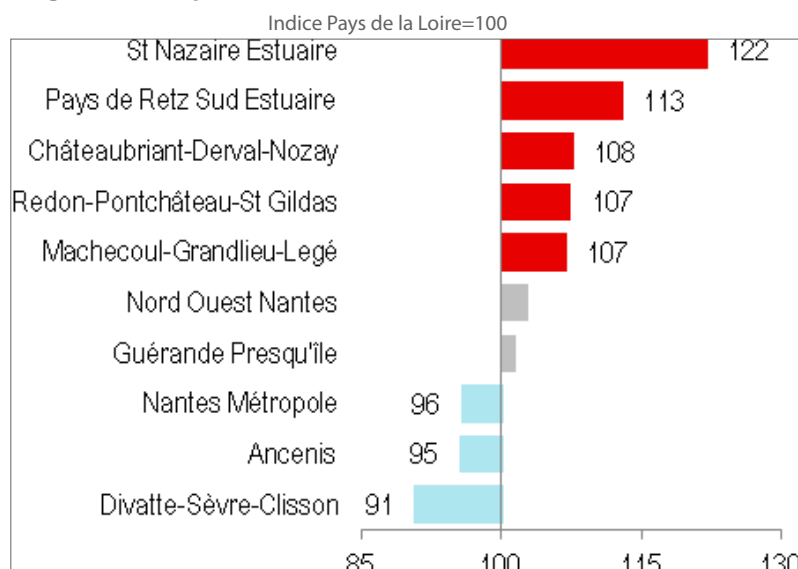 Indice Pays de la Loire=100
St Nazaire Estuaire 122
Pays de Retz Sud Estuaire 113
Châteaubriant-Derval-Nozay 108
Redon-Pontchâteau-St Gildas 107
Machecoul-Grandlieu-Legé 107
Nord Ouest Nantes
Guérande Presqu'île
Nantes Métropole 96
Ancenis 95
Divatte-Sèvre-Clisson 91
85 100 115 130